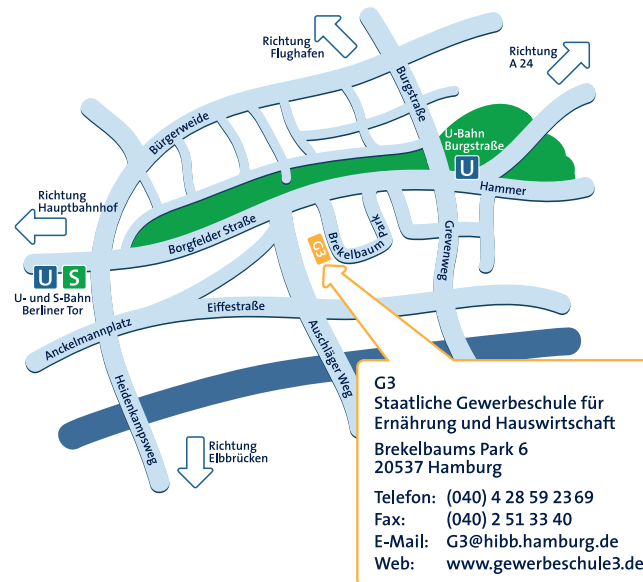 Richtung
Flughafen
Burgstraße
Richtung
A 24
Bürgerweide
U-Bahn
Burgstraße
U
Hammer
Richtung
Hauptbahnhof
Borgfelder Straße
Brekelbaum
Park
G3
Grevenweg
U S
U- und S-Bahn
Berliner Tor
Eiffestraße
Anckelmannplatz
Auschläger Weg
Heidenkampsweg
Richtung
Elbbrücken
G3
Staatliche Gewerbeschule für
Ernährung und Hauswirtschaft
Brekelbaums Park 6
20537 Hamburg
Telefon: (040) 4 28 59 23 69
Fax: (040) 2 51 33 40
E-Mail: G3@hibb.hamburg.de
Web: www.gewerbeschule3.de